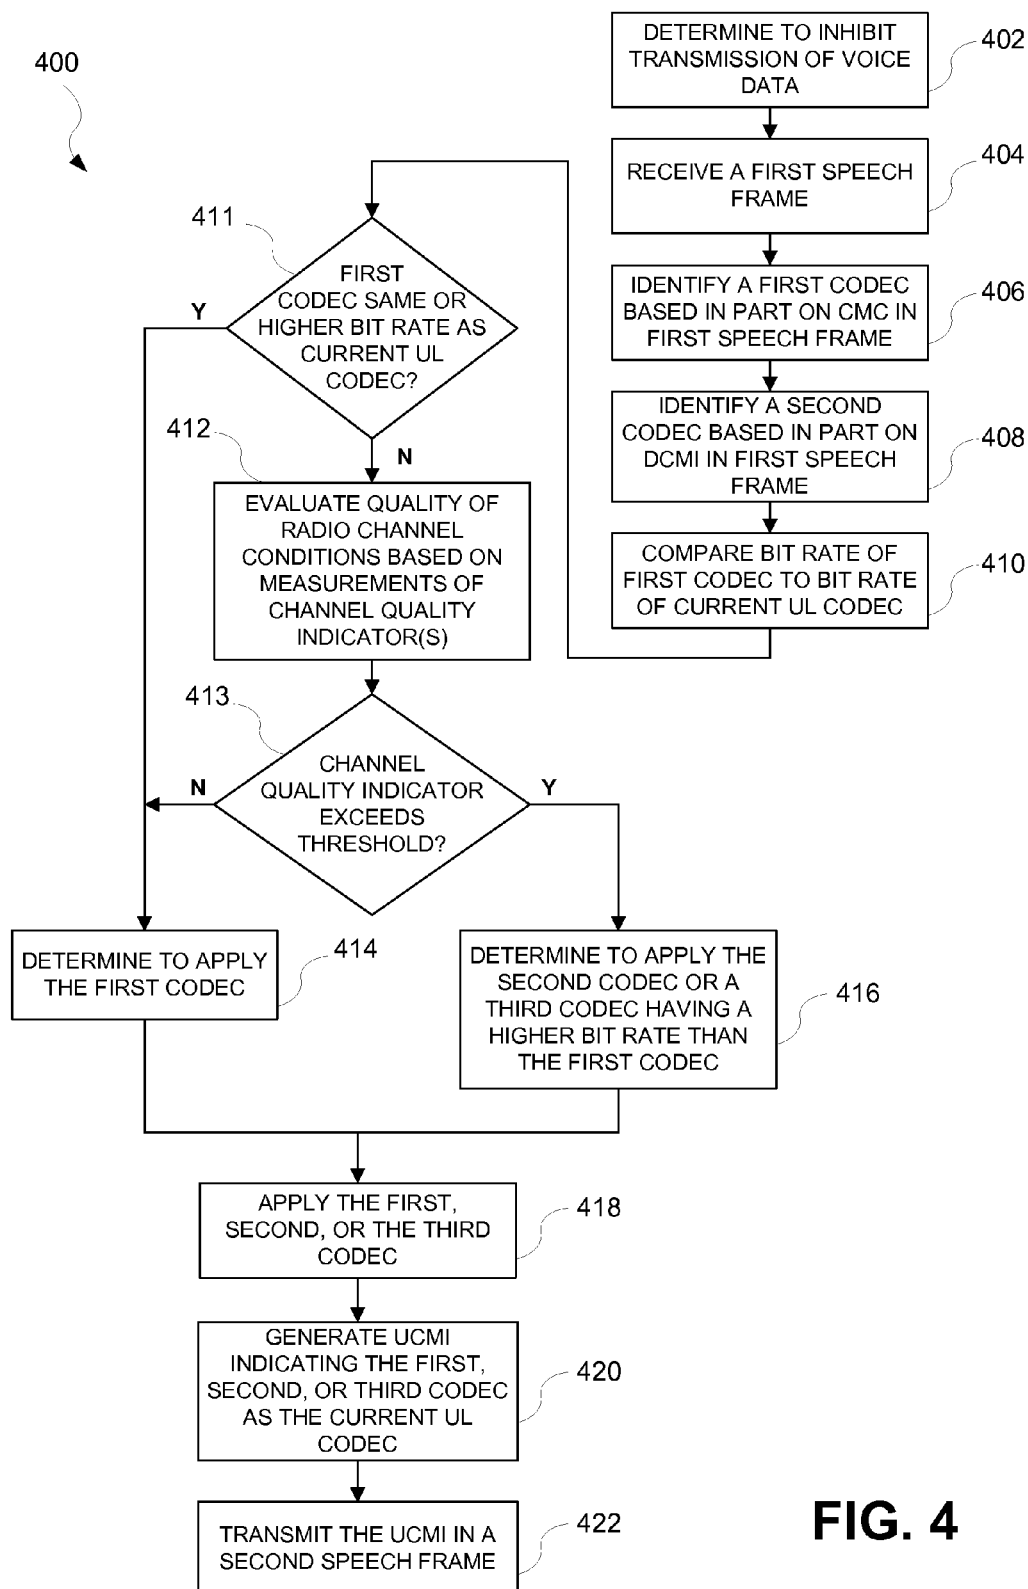 400
DETERMINE TO INHIBIT
TRANSMISSION OF VOICE
DATA
402
RECEIVE A FIRST SPEECH
FRAME
404
IDENTIFY A FIRST CODEC
BASED IN PART ON CMC IN
FIRST SPEECH FRAME
406
IDENTIFY A SECOND
CODEC BASED IN PART ON
DCMI IN FIRST SPEECH
FRAME
408
COMPARE BIT RATE OF
FIRST CODEC TO BIT RATE
OF CURRENT UL CODEC
410
411
FIRST
CODEC SAME OR
HIGHER BIT RATE AS
CURRENT UL
CODEC?
Y
N
412
EVALUATE QUALITY OF
RADIO CHANNEL
CONDITIONS BASED ON
MEASUREMENTS OF
CHANNEL QUALITY
INDICATOR(S)
413
CHANNEL
QUALITY INDICATOR
EXCEEDS
THRESHOLD?
N
Y
DETERMINE TO APPLY
THE FIRST CODEC
414
DETERMINE TO APPLY THE
SECOND CODEC OR A
THIRD CODEC HAVING A
HIGHER BIT RATE THAN
THE FIRST CODEC
416
APPLY THE FIRST,
SECOND, OR THE THIRD
CODEC
418
GENERATE UCMI
INDICATING THE FIRST,
SECOND, OR THIRD CODEC
AS THE CURRENT UL
CODEC
420
TRANSMIT THE UCMI IN A
SECOND SPEECH FRAME
422
FIG. 4